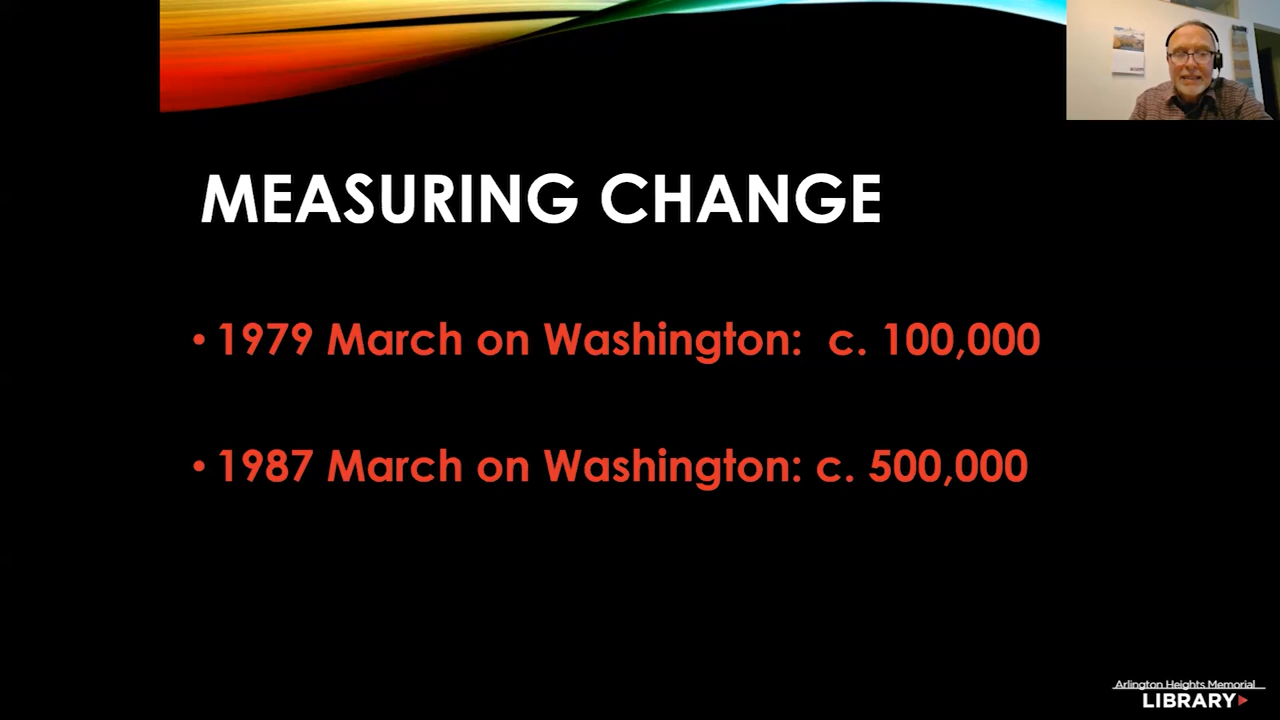 MEASURING CHANGE
• 1979 March on Washington:  c. 100,000
• 1987 March on Washington: c. 500,000
Arlington Heights Memorial
LIBRARY